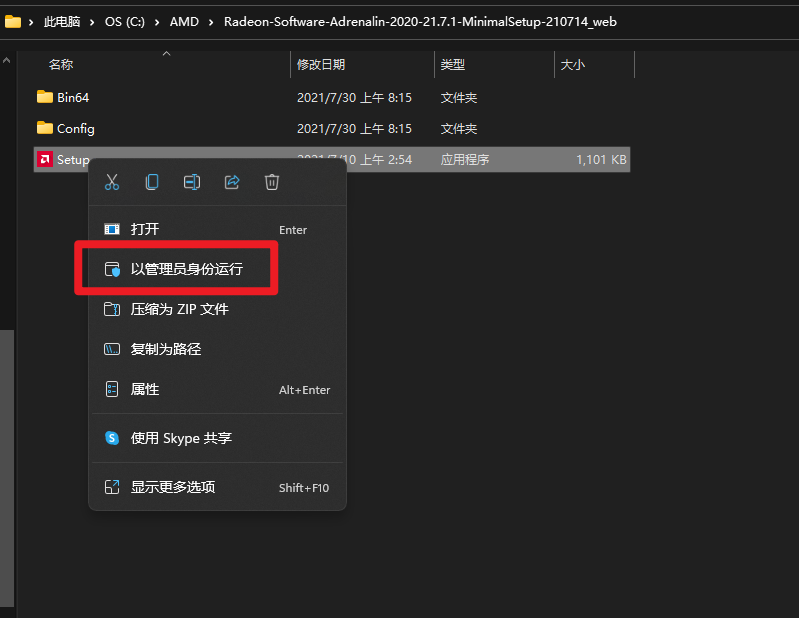 此电脑 › OS (C:) › AMD › Radeon-Software-Adrenalin-2020-21.7.1-MinimalSetup-210714_web
名称 修改日期 类型 大小
Bin64 2021/7/30 上午 8:15 文件夹
Config 2021/7/30 上午 8:15 文件夹
Setup 2021/7/10 上午 2:54 应用程序 1,101 KB
打开 Enter
以管理员身份运行
压缩为 ZIP 文件
复制为路径
属性 Alt+Enter
使用 Skype 共享
显示更多选项 Shift+F10